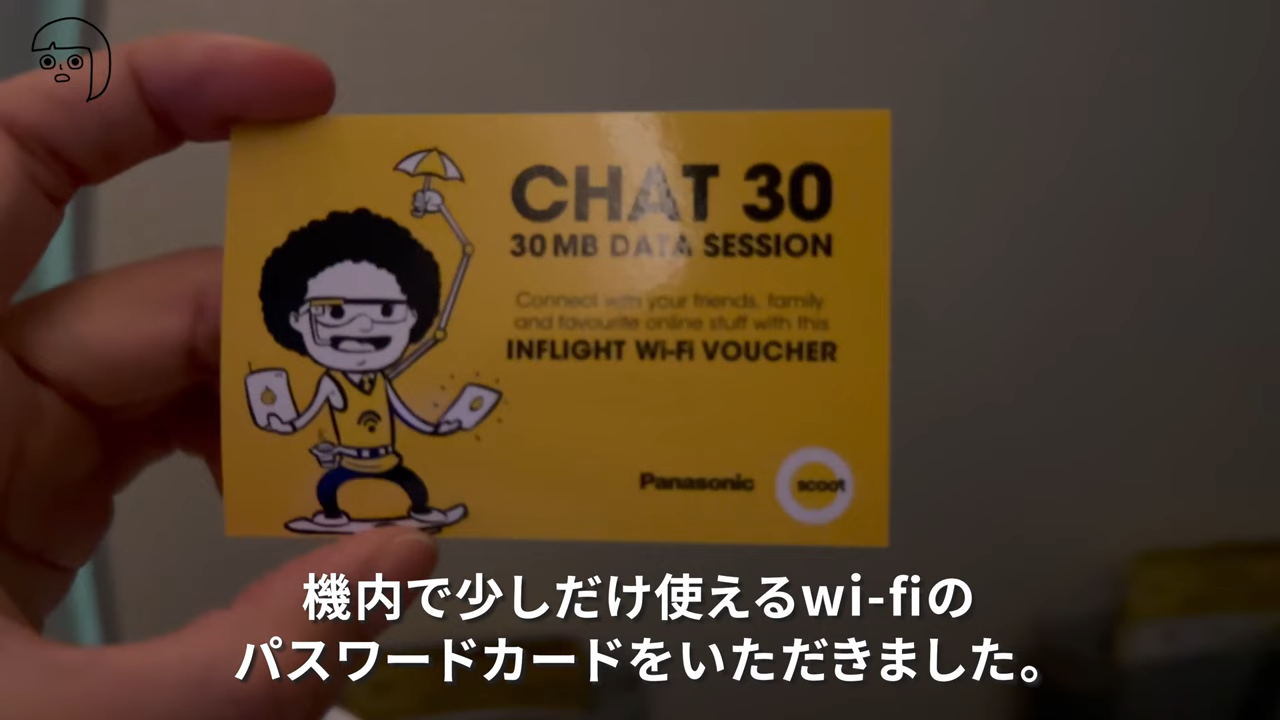 CHAT 30
30 MB DATA SESSION
Connect with your friends, family
and favourite online stuff with this
INFLIGHT Wi-Fi VOUCHER
Panasonic
scoot
機内で少しだけ使えるwi-fiの
パスワードカードをいただきました。